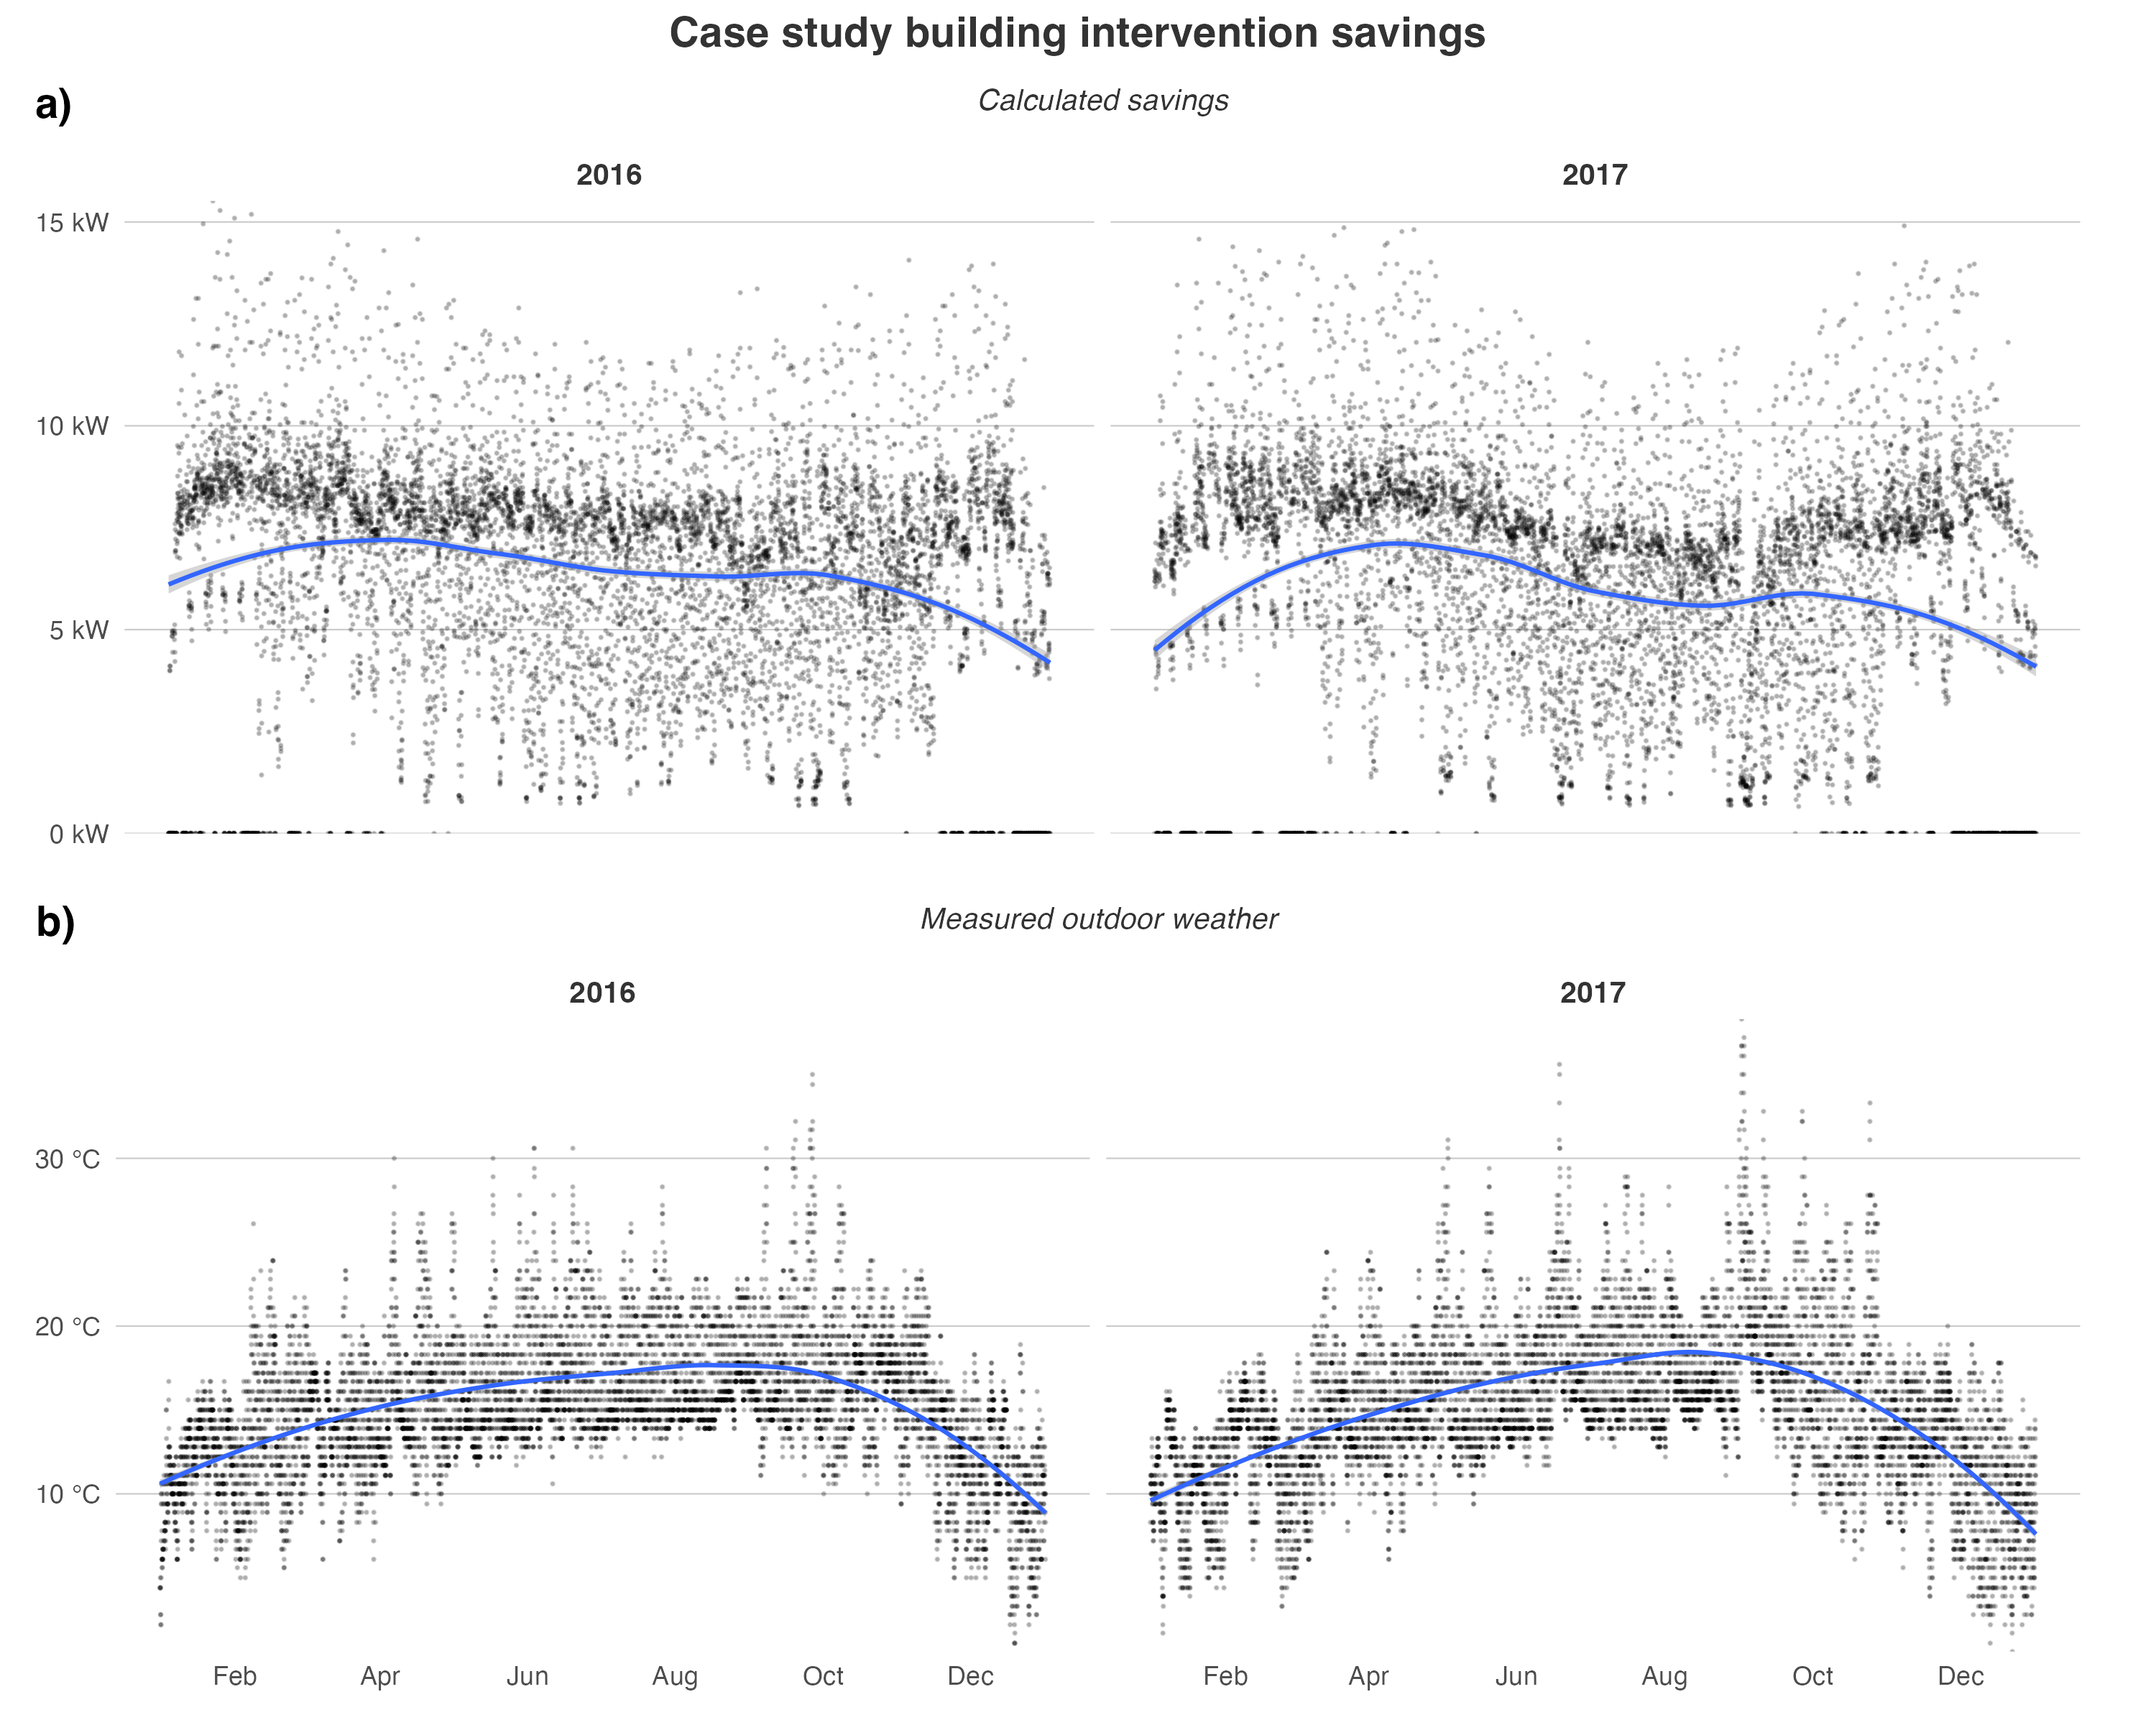 Case study building intervention savings
a)
Calculated savings
2016 2017
15 kW
10 kW
5 kW
0 kW
b)
Measured outdoor weather
2016 2017
30 °C
20 °C
10 °C
Feb Apr Jun Aug Oct Dec Feb Apr Jun Aug Oct Dec